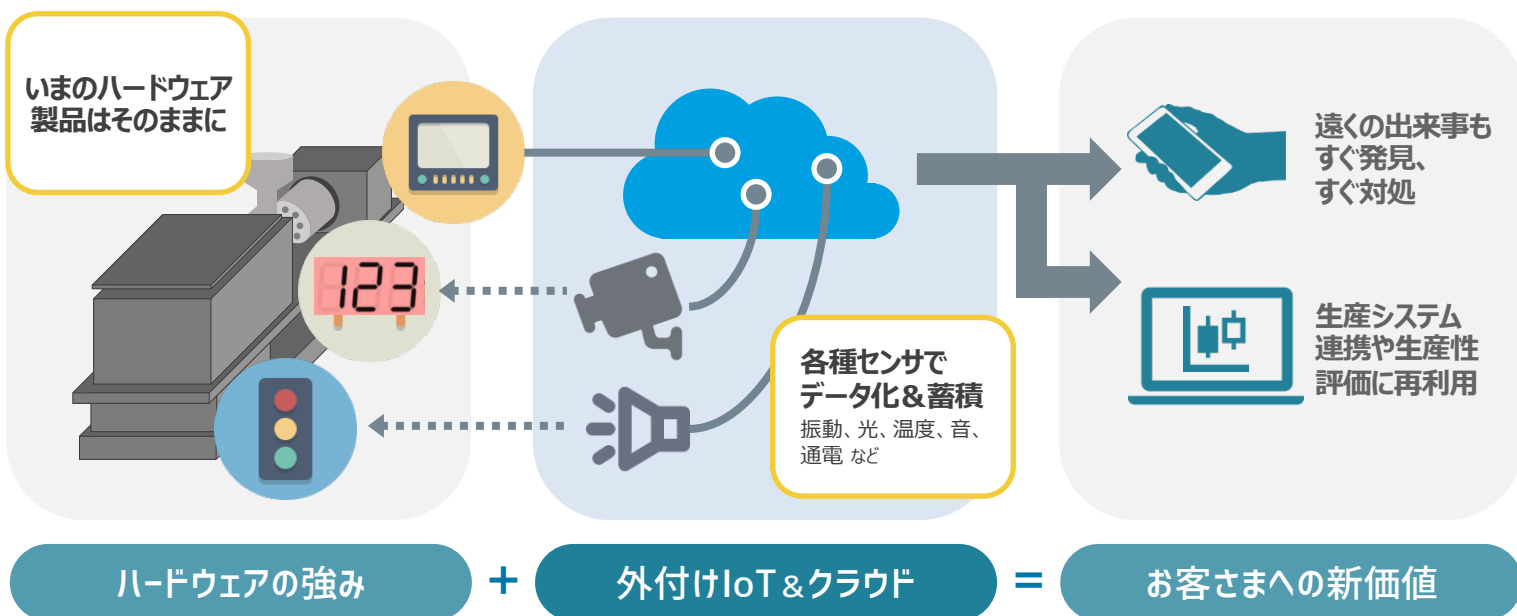 いまのハードウェア
製品はそのままに
123
各種センサで
データ化&蓄積
振動、光、温度、音、
通電 など
遠くの出来事も
すぐ発見、
すぐ対処
生産システム
連携や生産性
評価に再利用
ハードウェアの強み
+
外付けIoT&クラウド
=
お客さまへの新価値